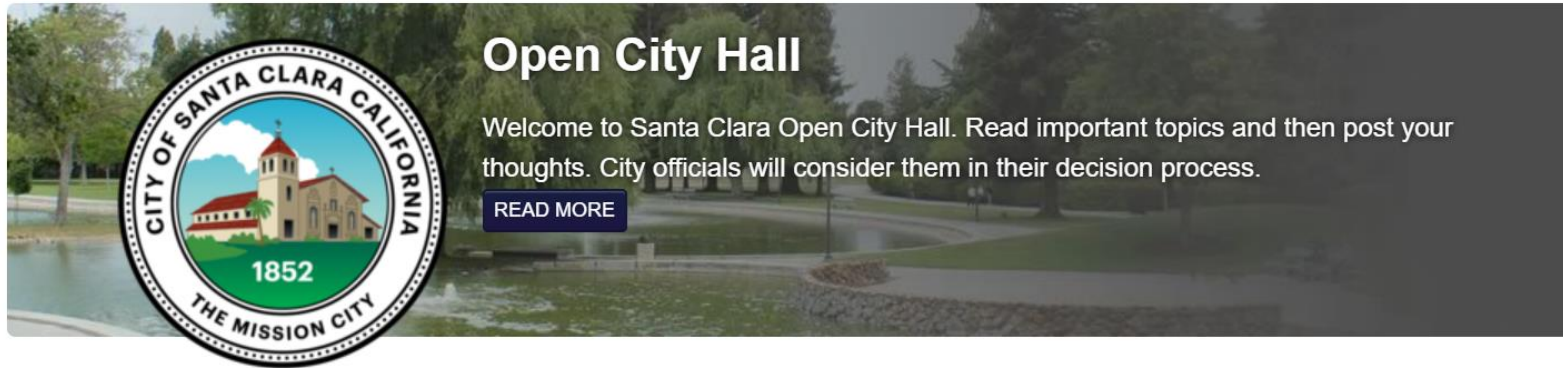 CITY OF SANTA CLARA CALIFORNIA
1852
THE MISSION CITY
Open City Hall
Welcome to Santa Clara Open City Hall. Read important topics and then post your
thoughts. City officials will consider them in their decision process.
READ MORE